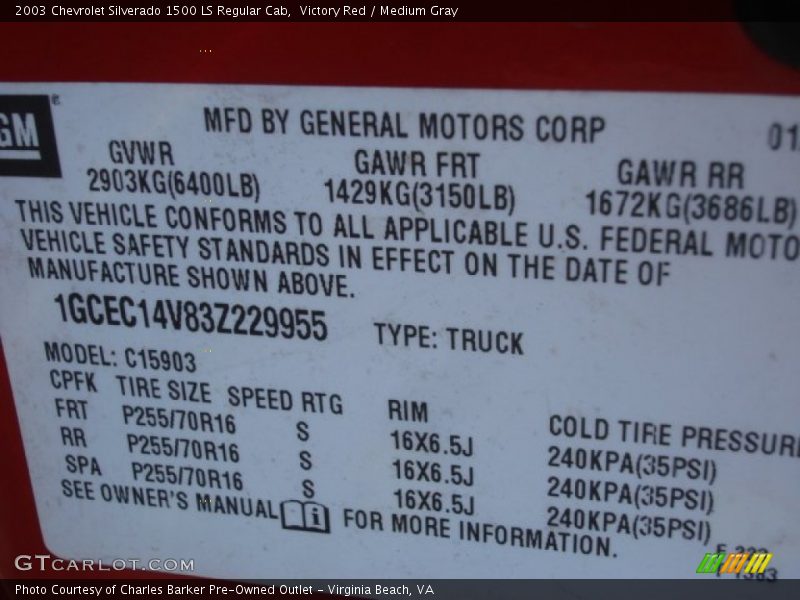 2003 Chevrolet Silverado 1500 LS Regular Cab, Victory Red / Medium Gray
GM
MFD BY GENERAL MOTORS CORP
01
GVWR GAWR FRT GAWR RR
2903KG(6400LB) 1429KG(3150LB) 1672KG(3686LB)
THIS VEHICLE CONFORMS TO ALL APPLICABLE U.S. FEDERAL MOTO
VEHICLE SAFETY STANDARDS IN EFFECT ON THE DATE OF
MANUFACTURE SHOWN ABOVE.
1GCEC14V83Z229955 TYPE: TRUCK
MODEL: C15903
CPFK TIRE SIZE SPEED RTG RIM COLD TIRE PRESSURE
FRT P255/70R16 S 16X6.5J 240KPA(35PSI)
RR P255/70R16 S 16X6.5J 240KPA(35PSI)
SPA P255/70R16 S 16X6.5J 240KPA(35PSI)
SEE OWNER'S MANUAL FOR MORE INFORMATION.
GTCARLOT.COM
Photo Courtesy of Charles Barker Pre-Owned Outlet - Virginia Beach, VA